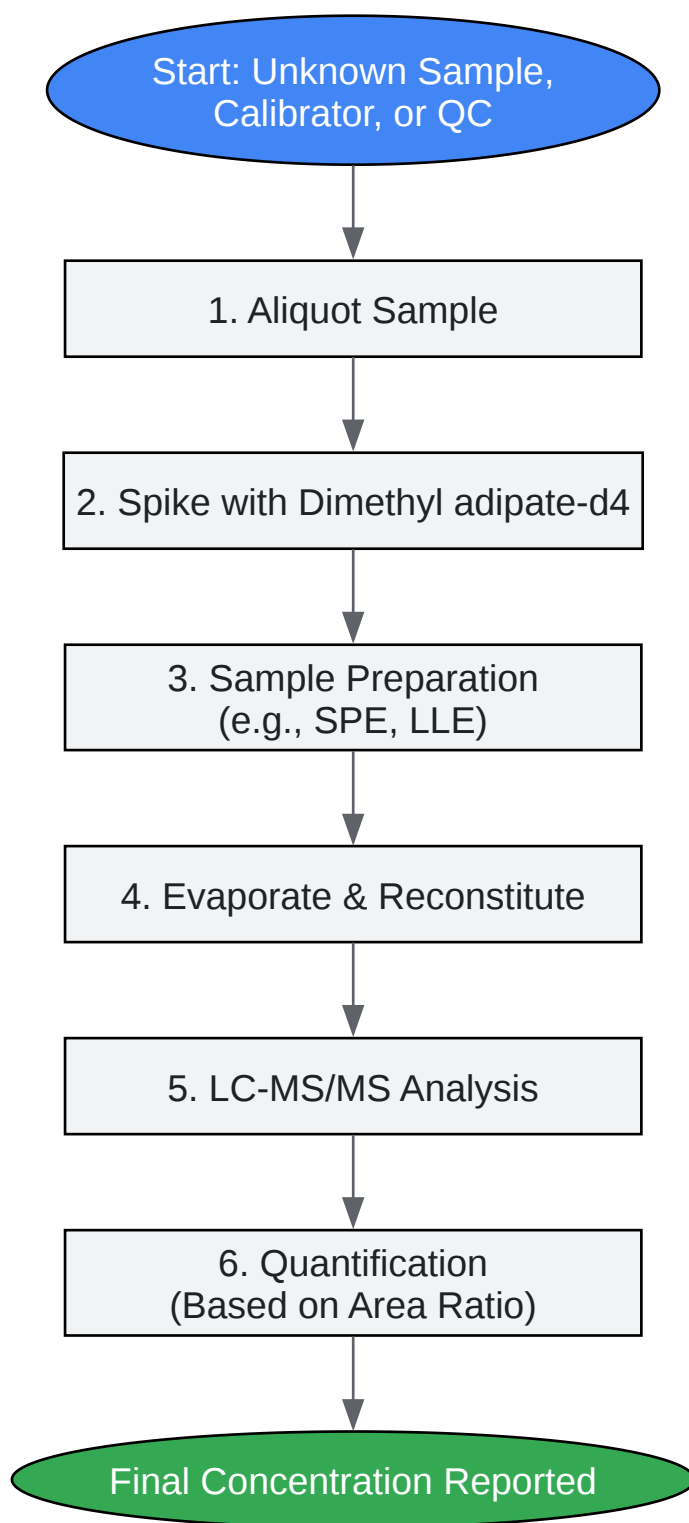 Start: Unknown Sample,
Calibrator, or QC
1. Aliquot Sample
2. Spike with Dimethyl adipate-d4
3. Sample Preparation
(e.g., SPE, LLE)
4. Evaporate & Reconstitute
5. LC-MS/MS Analysis
6. Quantification
(Based on Area Ratio)
Final Concentration Reported